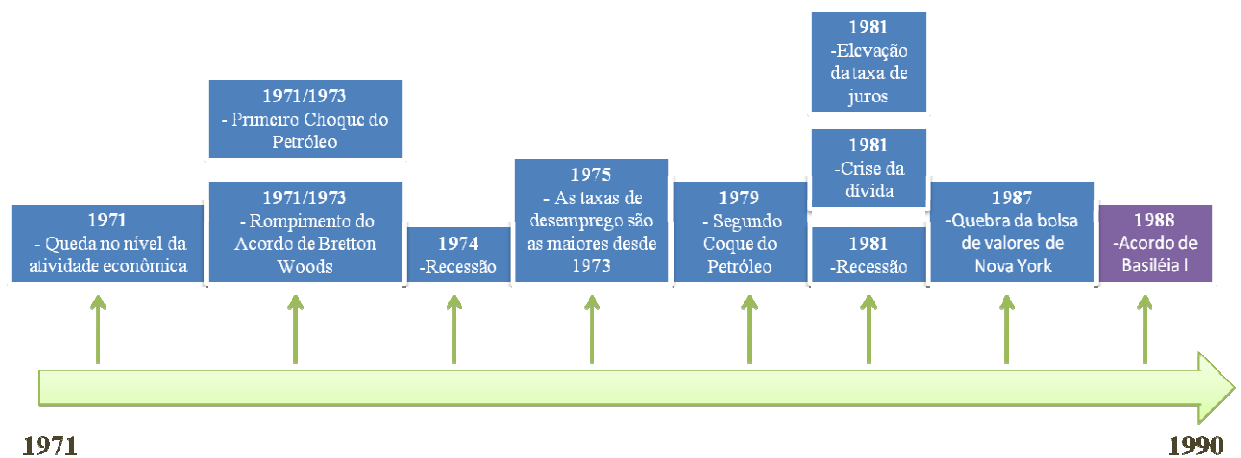 1971
- Queda no nível da
atividade econômica
1971/1973
- Primeiro Choque do
Petróleo
1971/1973
- Rompimento do
Acordo de Bretton
Woods
1974
-Recessão
1975
- As taxas de
desemprego são
as maiores desde
1973
1979
- Segundo
Coque do
Petróleo
1981
-Elevação
da taxa de
juros
1981
-Crise da
dívida
1981
-Recessão
1987
-Quebra da bolsa
de valores de
Nova York
1988
-Acordo de
Basiléia I
1971
1990